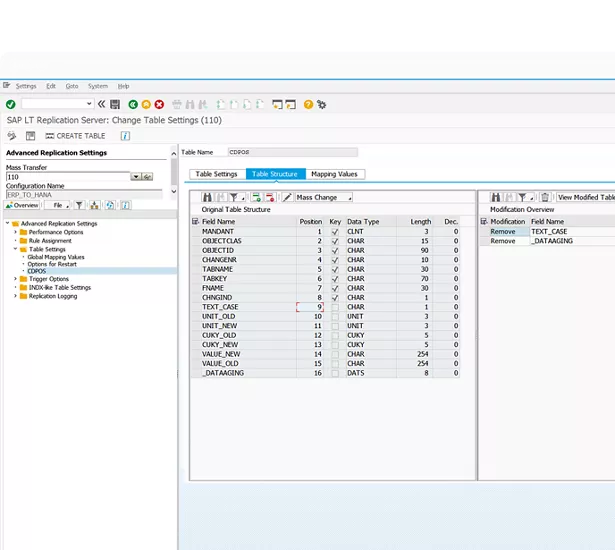 Settings Edit Goto System Help
SAP LT Replication Server: Change Table Settings (110)
CREATE TABLE
Advanced Replication Settings
Mass Transfer
110
Configuration Name
ERP_TO_HANA
Overview File
Advanced Replication Settings
Performance Options
Rule Assignment
Table Settings
Global Mapping Values
Options for Restart
CDPOS
Trigger Options
INDX-like Table Settings
Replication Logging
Table Name CDPOS
Table Settings Table Structure Mapping Values
Mass Change
Original Table Structure
Field Name Position Key Data Type Length Dec.
MANDANT 1 CLNT 3 0
OBJECTCLAS 2 CHAR 15 0
OBJECTID 3 CHAR 90 0
CHANGENR 4 CHAR 10 0
TABNAME 5 CHAR 30 0
TABKEY 6 CHAR 70 0
FNAME 7 CHAR 30 0
CHNGIND 8 CHAR 1 0
TEXT_CASE 9 CHAR 1 0
UNIT_OLD 10 UNIT 3 0
UNIT_NEW 11 UNIT 3 0
CUKY_OLD 12 CUKY 5 0
CUKY_NEW 13 CUKY 5 0
VALUE_NEW 14 CHAR 254 0
VALUE_OLD 15 CHAR 254 0
_DATAAGING 16 DATS 8 0
View Modified Table
Modification Overview
Modification Field Name
Remove TEXT_CASE
Remove _DATAAGING